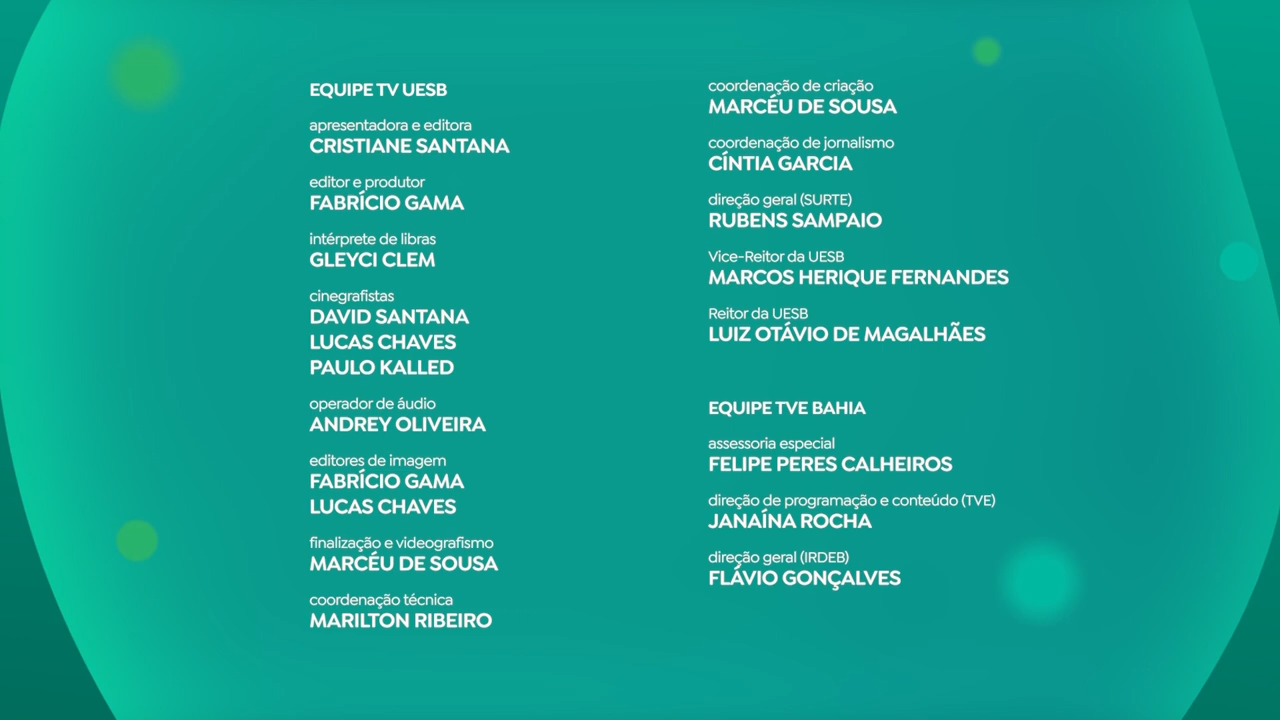 EQUIPE TV UESB
apresentadora e editora
CRISTIANE SANTANA
editor e produtor
FABRÍCIO GAMA
intérprete de libras
GLEYCI CLEM
cinegrafistas
DAVID SANTANA
LUCAS CHAVES
PAULO KALLED
operador de áudio
ANDREY OLIVEIRA
editores de imagem
FABRÍCIO GAMA
LUCAS CHAVES
finalização e videografismo
MARCÉU DE SOUSA
coordenação técnica
MARILTON RIBEIRO
coordenação de criação
MARCÉU DE SOUSA
coordenação de jornalismo
CÍNTIA GARCIA
direção geral (SURTE)
RUBENS SAMPAIO
Vice-Reitor da UESB
MARCOS HERIQUE FERNANDES
Reitor da UESB
LUIZ OTÁVIO DE MAGALHÃES
EQUIPE TVE BAHIA
assessoria especial
FELIPE PERES CALHEIROS
direção de programação e conteúdo (TVE)
JANAÍNA ROCHA
direção geral (IRDEB)
FLÁVIO GONÇALVES